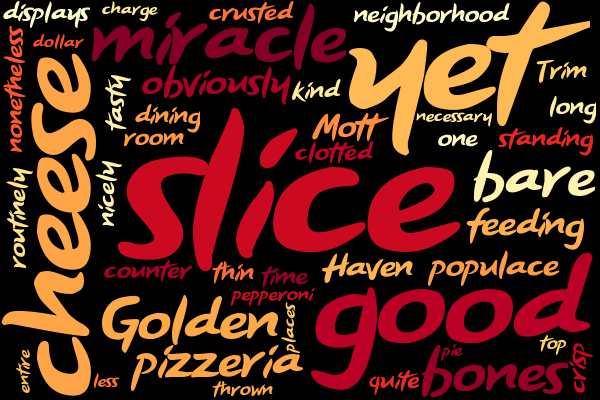 displays
charge
crusted
neighborhood
dollar
miracle
yet
nonetheless
cheese
obviously
kind
Trim
tasty
dining
room
necessary
long
Mott
one
standing
clotted
slice
bare
routinely
nicely
feeding
counter
thin
time
Haven
populace
pepperoni
good
Golden
places
pizzeria
top
pie
crisp
entire
less
thrown
quite
bones